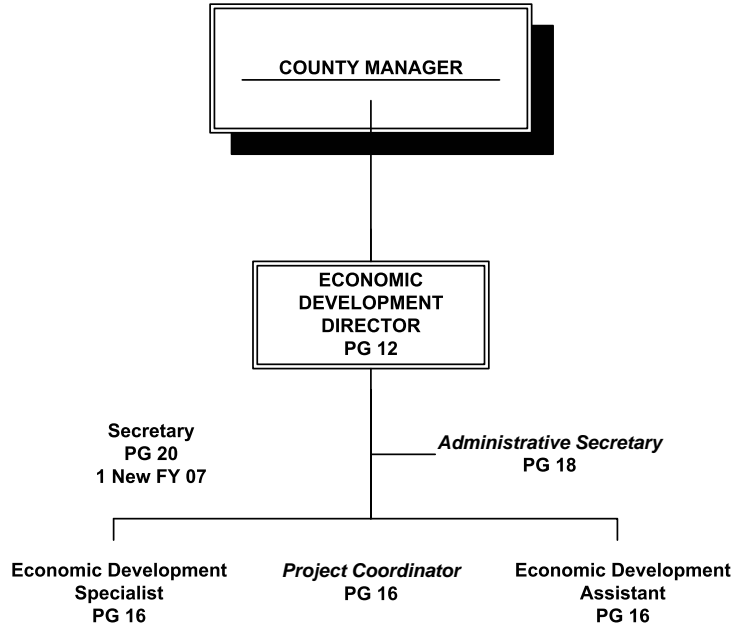 COUNTY MANAGER
ECONOMIC
DEVELOPMENT
DIRECTOR
PG 12
Secretary
PG 20
1 New FY 07
Administrative Secretary
PG 18
Economic Development
Specialist
PG 16
Project Coordinator
PG 16
Economic Development
Assistant
PG 16